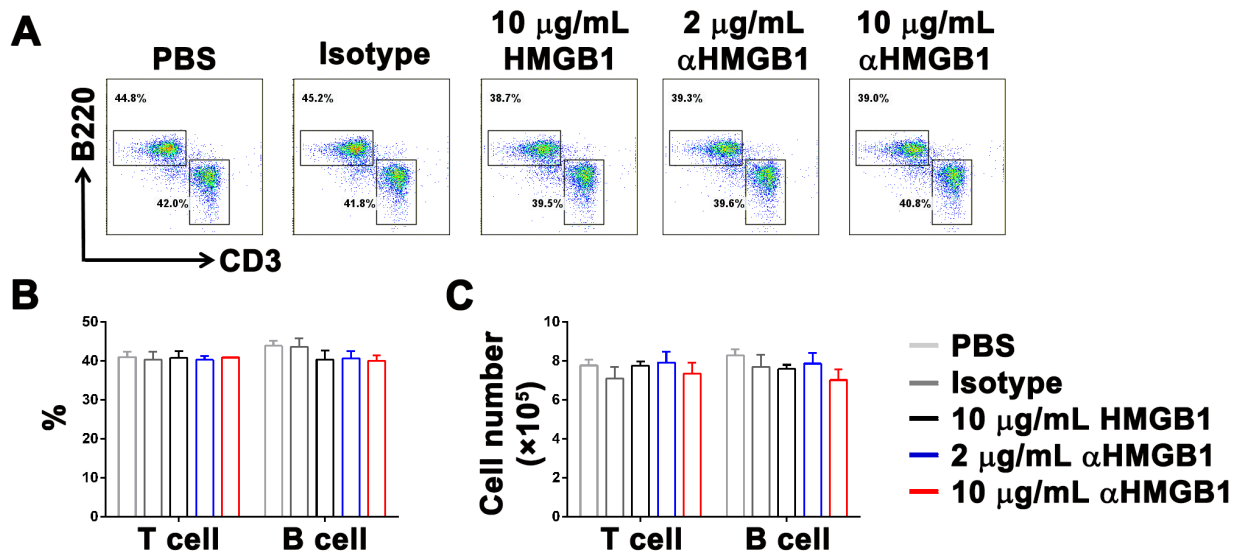 A
PBS
Isotype
10 μg/mL
HMGB1
2 μg/mL
αHMGB1
10 μg/mL
αHMGB1
B220
44.8%
42.0%
45.2%
41.8%
38.7%
39.5%
39.3%
39.6%
39.0%
40.8%
CD3
B
%
50
40
30
20
10
0
T cell
B cell
C
Cell number
(×10⁵)
10
8
6
4
2
0
T cell
B cell
PBS
Isotype
10 μg/mL HMGB1
2 μg/mL αHMGB1
10 μg/mL αHMGB1